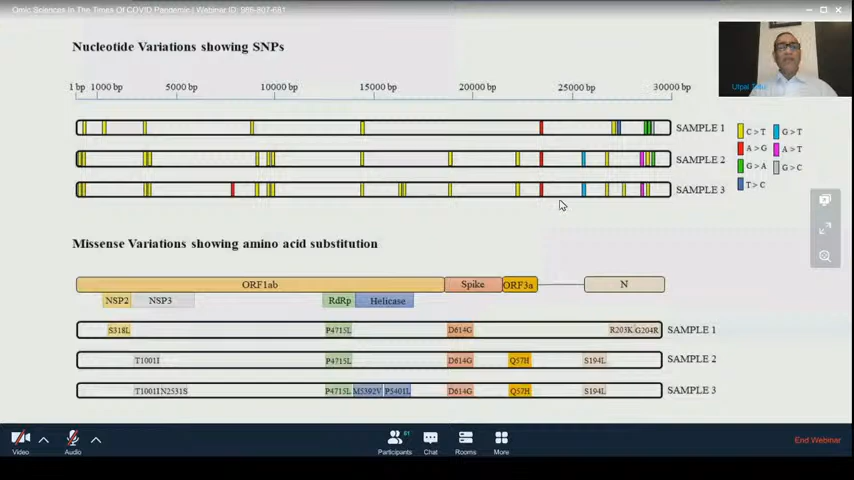 Omic Sciences In The Times Of COVID Pandemic | Webinar ID: 986-807-681
Nucleotide Variations showing SNPs
1 bp 1000 bp 5000 bp 10000 bp 15000 bp 20000 bp 25000 bp 30000 bp
SAMPLE 1
SAMPLE 2
SAMPLE 3
C > T G > T
A > G A > T
G > A G > C
T > C
Missense Variations showing amino acid substitution
ORF1ab Spike ORF3a N
NSP2 NSP3 RdRp Helicase
S318L P4715L D614G R203K G204R SAMPLE 1
T1001I P4715L D614G Q57H S194L SAMPLE 2
T1001I N2531S P4715L M5392V P5401L D614G Q57H S194L SAMPLE 3
Video Audio Participants 61 Chat Rooms More End Webinar